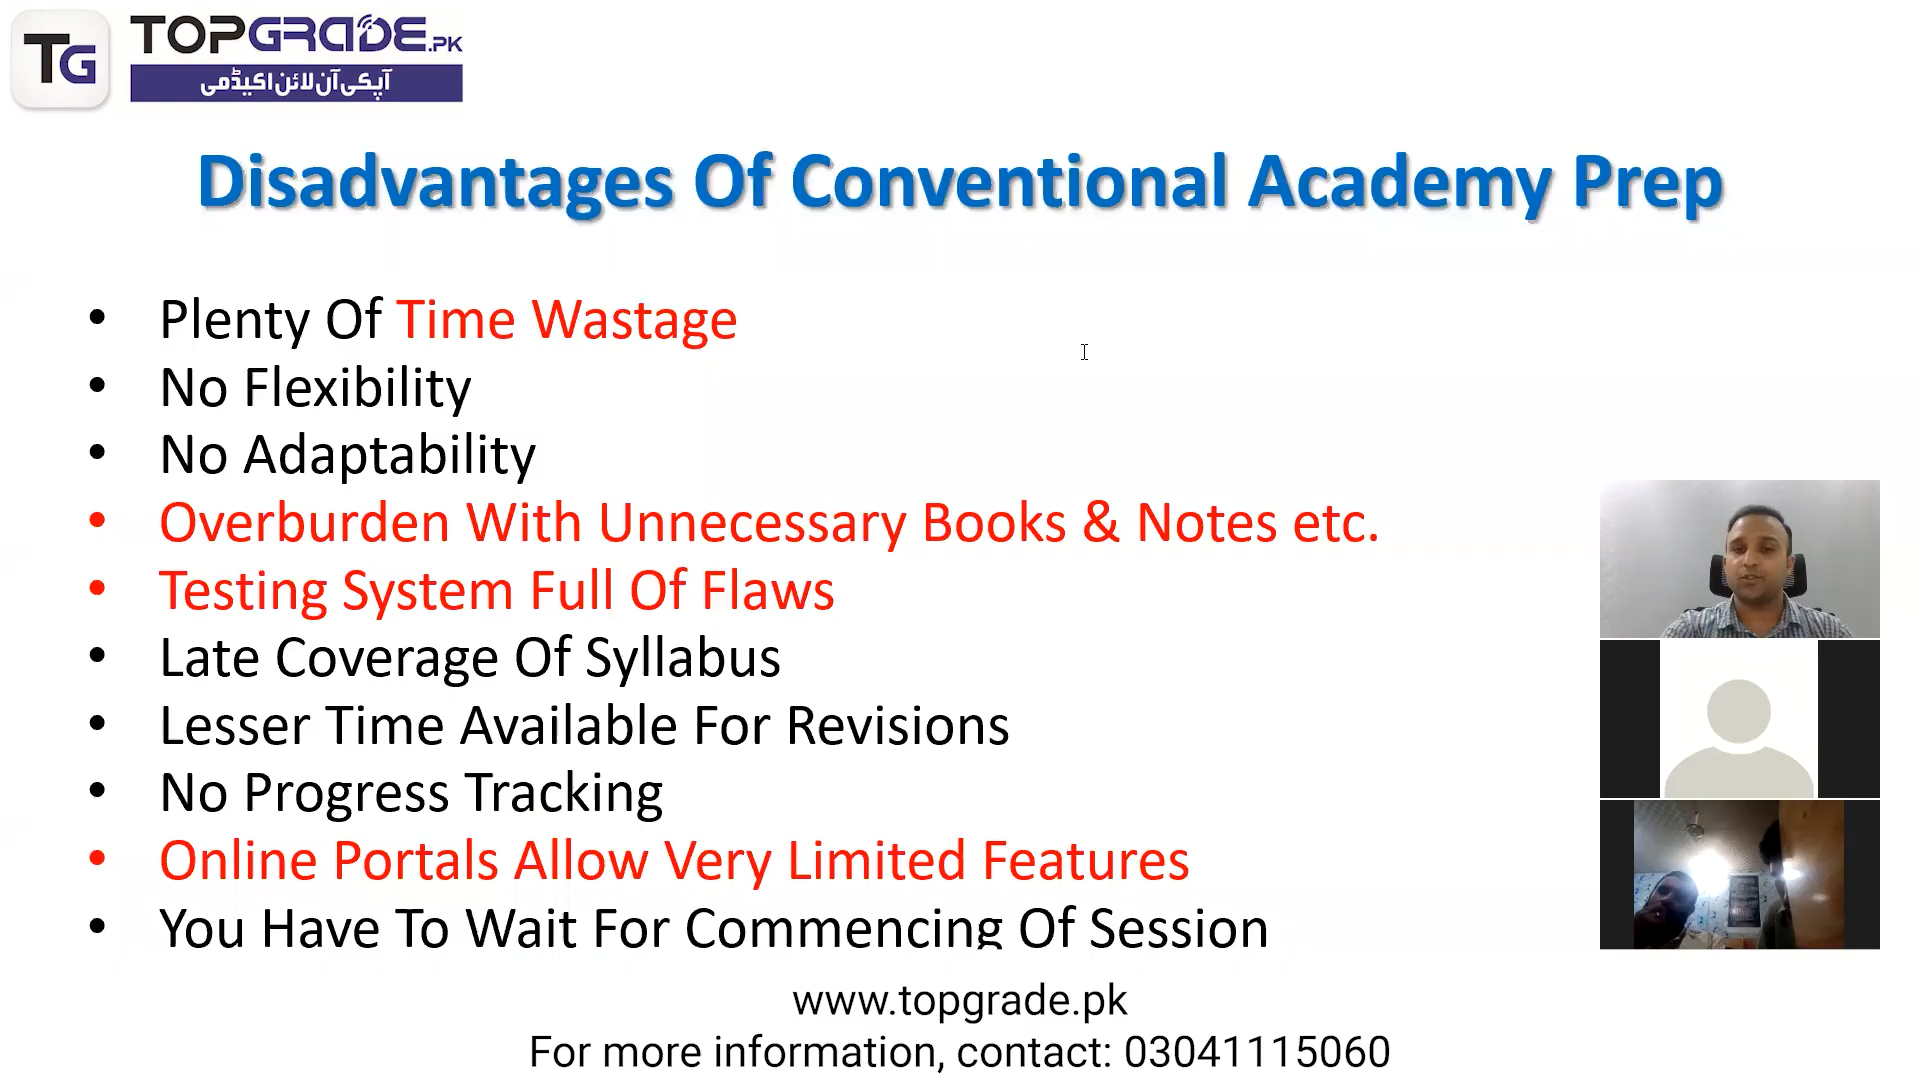 TG
TOPGRADE.PK
آپکی آن لائن اکیڈمی
Disadvantages Of Conventional Academy Prep
• Plenty Of Time Wastage
• No Flexibility
• No Adaptability
• Overburden With Unnecessary Books & Notes etc.
• Testing System Full Of Flaws
• Late Coverage Of Syllabus
• Lesser Time Available For Revisions
• No Progress Tracking
• Online Portals Allow Very Limited Features
• You Have To Wait For Commencing Of Session
www.topgrade.pk
For more information, contact: 03041115060